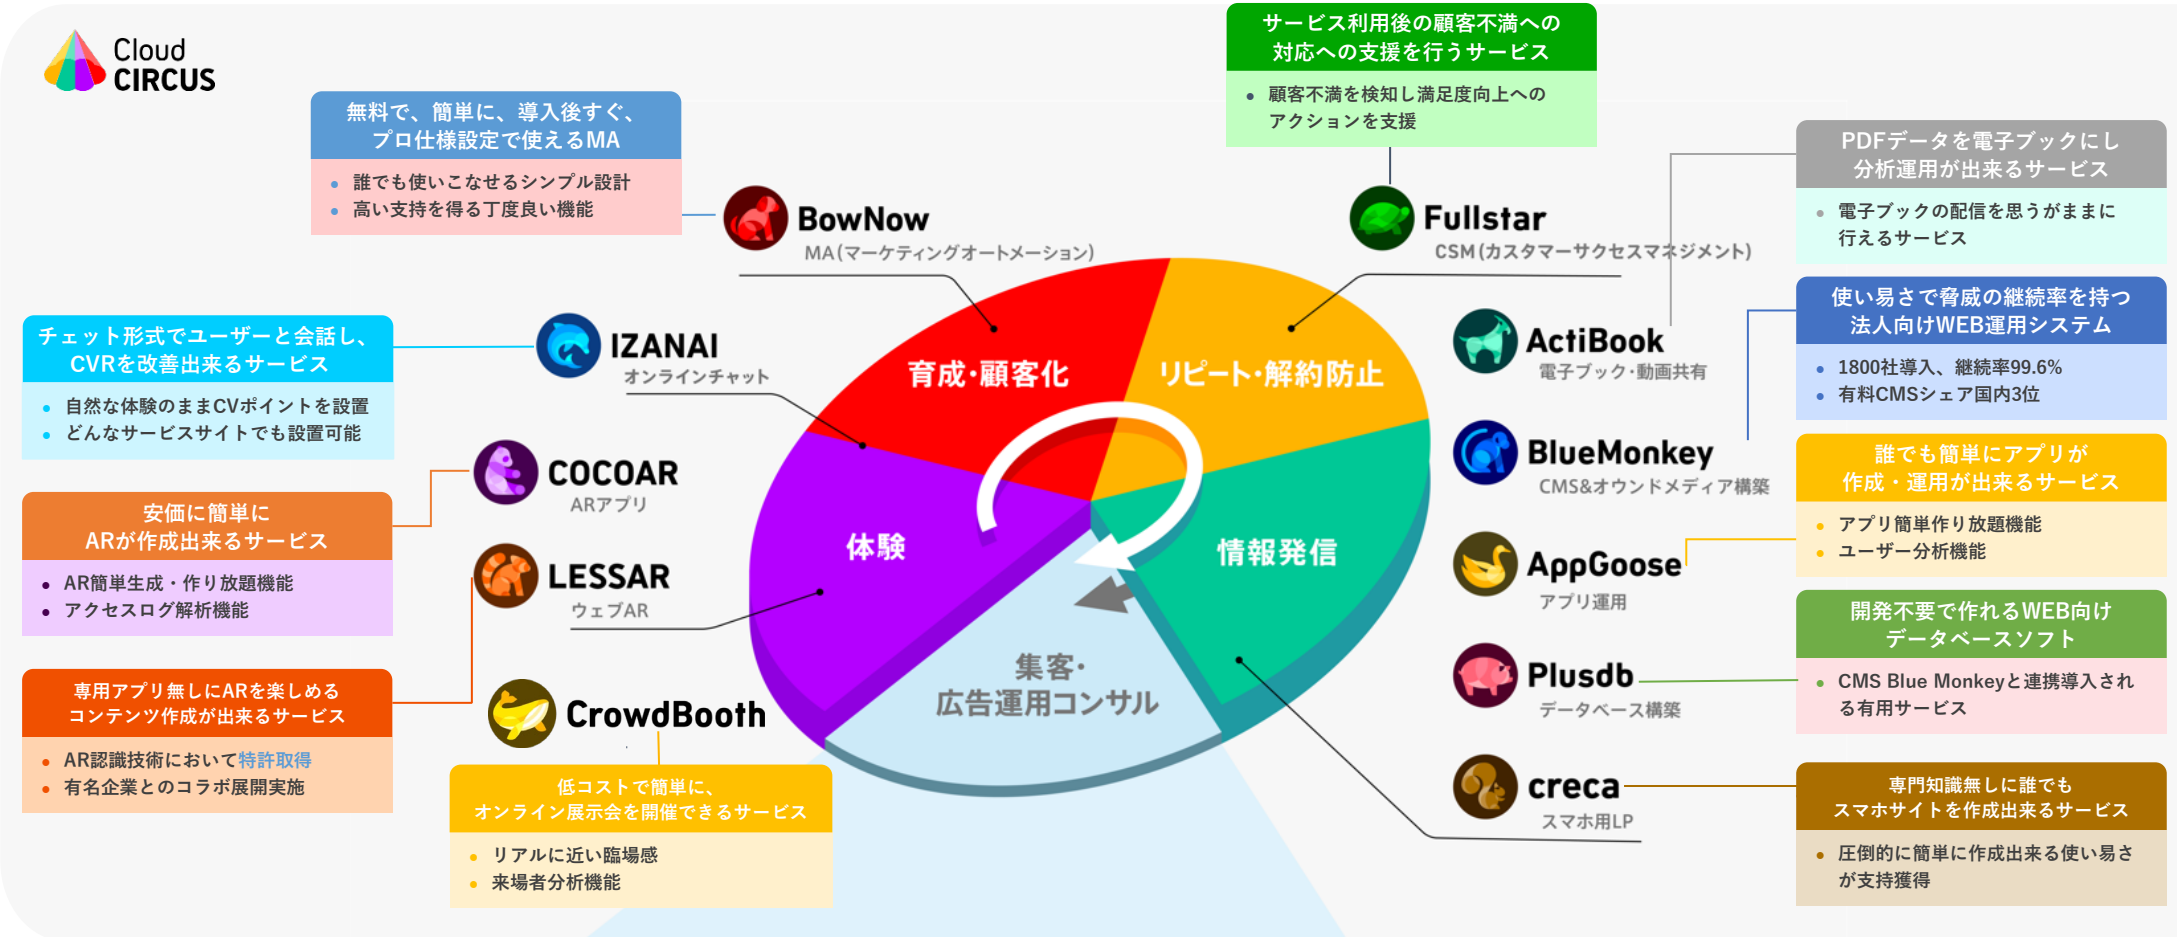 Cloud
CIRCUS
無料で、簡単に、導入後すぐ、
プロ仕様設定で使えるMA
誰でも使いこなせるシンプル設計
高い支持を得る丁度良い機能
BowNow
MA(マーケティングオートメーション)
サービス利用後の顧客不満への
対応への支援を行うサービス
顧客不満を検知し満足度向上への
アクションを支援
Fullstar
CSM(カスタマーサクセスマネジメント)
チェット形式でユーザーと会話し、
CVRを改善出来るサービス
自然な体験のままCVポイントを設置
どんなサービスサイトでも設置可能
IZANAI
オンラインチャット
安価に簡単に
ARが作成出来るサービス
AR簡単生成・作り放題機能
アクセスログ解析機能
COCOAR
ARアプリ
専用アプリ無しにARを楽しめる
コンテンツ作成が出来るサービス
AR認識技術において特許取得
有名企業とのコラボ展開実施
LESSAR
ウェブAR
CrowdBooth
低コストで簡単に、
オンライン展示会を開催できるサービス
リアルに近い臨場感
来場者分析機能
育成・顧客化
リピート・解約防止
体験
情報発信
集客・
広告運用コンサル
PDFデータを電子ブックにし
分析運用が出来るサービス
電子ブックの配信を思うがままに
行えるサービス
ActiBook
電子ブック・動画共有
使い易さで脅威の継続率を持つ
法人向けWEB運用システム
1800社導入、継続率99.6%
有料CMSシェア国内3位
BlueMonkey
CMS&オウンドメディア構築
誰でも簡単にアプリが
作成・運用が出来るサービス
アプリ簡単作り放題機能
ユーザー分析機能
AppGoose
アプリ運用
開発不要で作れるWEB向け
データベースソフト
CMS Blue Monkeyと連携導入され
る有用サービス
Plusdb
データベース構築
専門知識無しに誰でも
スマホサイトを作成出来るサービス
圧倒的に簡単に作成出来る使い易さ
が支持獲得
creca
スマホ用LP